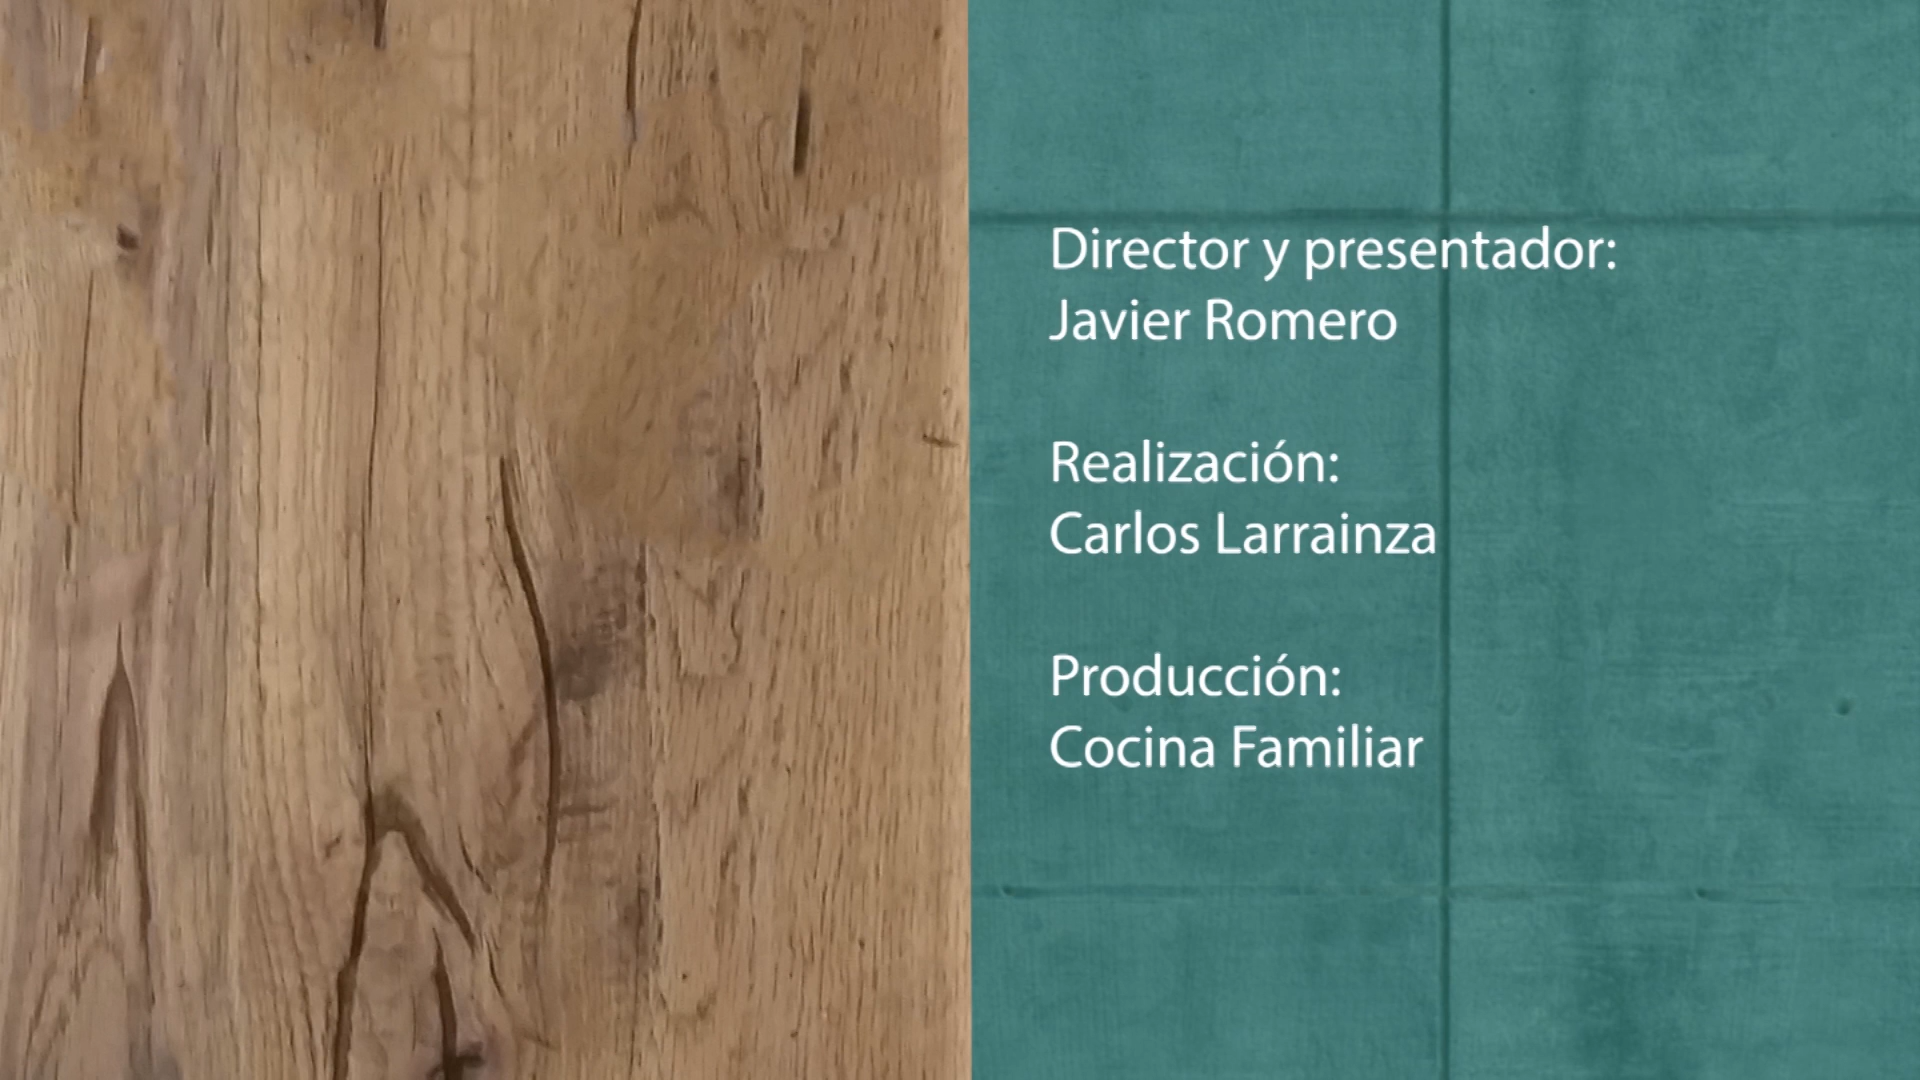 Director y presentador:
Javier Romero
Realización:
Carlos Larrainza
Producción:
Cocina Familiar